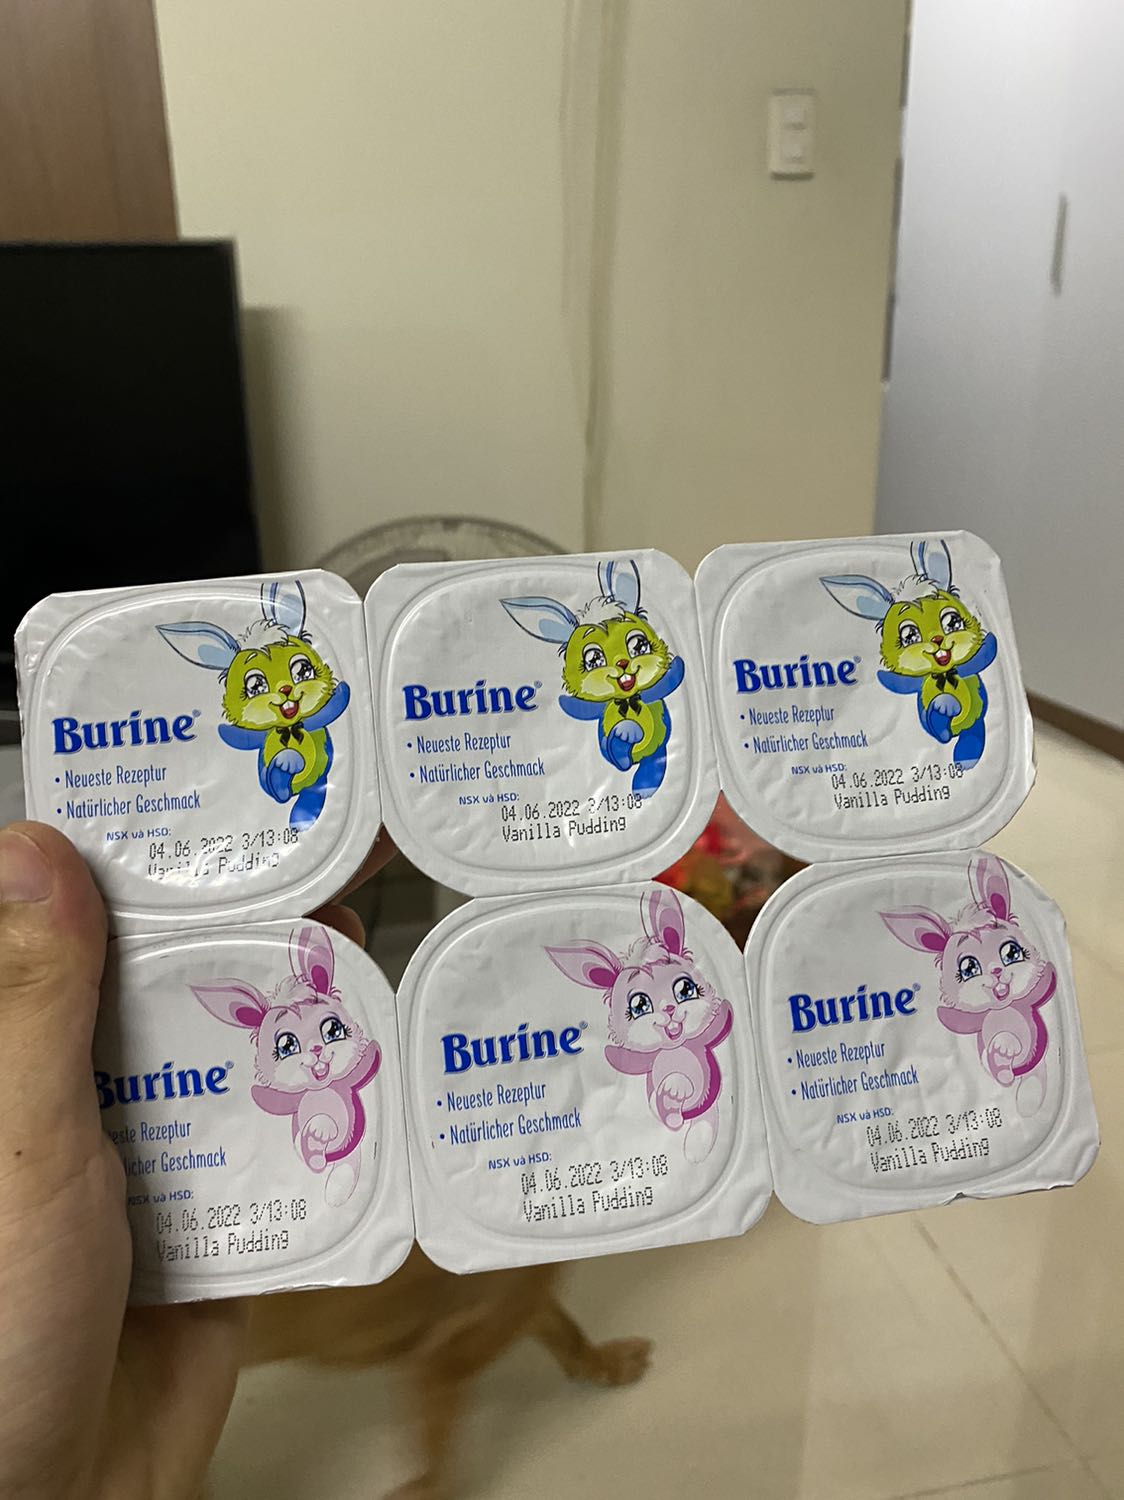 Burine®
• Neueste Rezeptur
• Natürlicher Geschmack
NSX và HSD:
04.06.2022 3/13:08
Vanilla Pudding
Burine®
• Neueste Rezeptur
• Natürlicher Geschmack
NSX và HSD:
04.06.2022 3/13:08
Vanilla Pudding
Burine®
• Neueste Rezeptur
• Natürlicher Geschmack
NSX và HSD:
04.06.2022 3/13:08
Vanilla Pudding
Burine®
Rezeptur
Geschmack
NSX và HSD:
04.06.2022 3/13:08
Vanilla Pudding
Burine®
• Neueste Rezeptur
• Natürlicher Geschmack
NSX và HSD:
04.06.2022 3/13:08
Vanilla Pudding
Burine®
• Neueste Rezeptur
• Natürlicher Geschmack
NSX và HSD:
04.06.2022 3/13:08
Vanilla Pudding